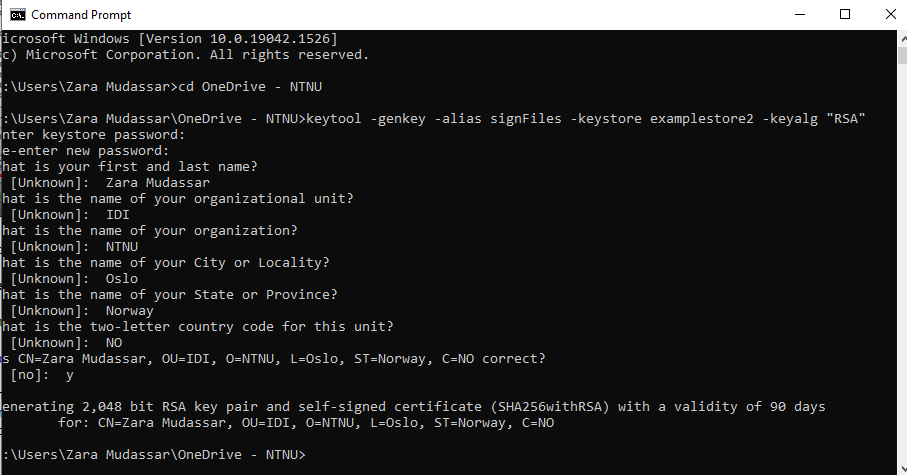 Command Prompt
icrosoft Windows [Version 10.0.19042.1526]
c) Microsoft Corporation. All rights reserved.
:\Users\Zara Mudassar>cd OneDrive - NTNU
:\Users\Zara Mudassar\OneDrive - NTNU>keytool -genkey -alias signFiles -keystore examplestore2 -keyalg "RSA"
nter keystore password:
e-enter new password:
hat is your first and last name?
[Unknown]:  Zara Mudassar
hat is the name of your organizational unit?
[Unknown]:  IDI
hat is the name of your organization?
[Unknown]:  NTNU
hat is the name of your City or Locality?
[Unknown]:  Oslo
hat is the name of your State or Province?
[Unknown]:  Norway
hat is the two-letter country code for this unit?
[Unknown]:  NO
s CN=Zara Mudassar, OU=IDI, O=NTNU, L=Oslo, ST=Norway, C=NO correct?
[no]:  y
enerating 2,048 bit RSA key pair and self-signed certificate (SHA256withRSA) with a validity of 90 days
for: CN=Zara Mudassar, OU=IDI, O=NTNU, L=Oslo, ST=Norway, C=NO
:\Users\Zara Mudassar\OneDrive - NTNU>